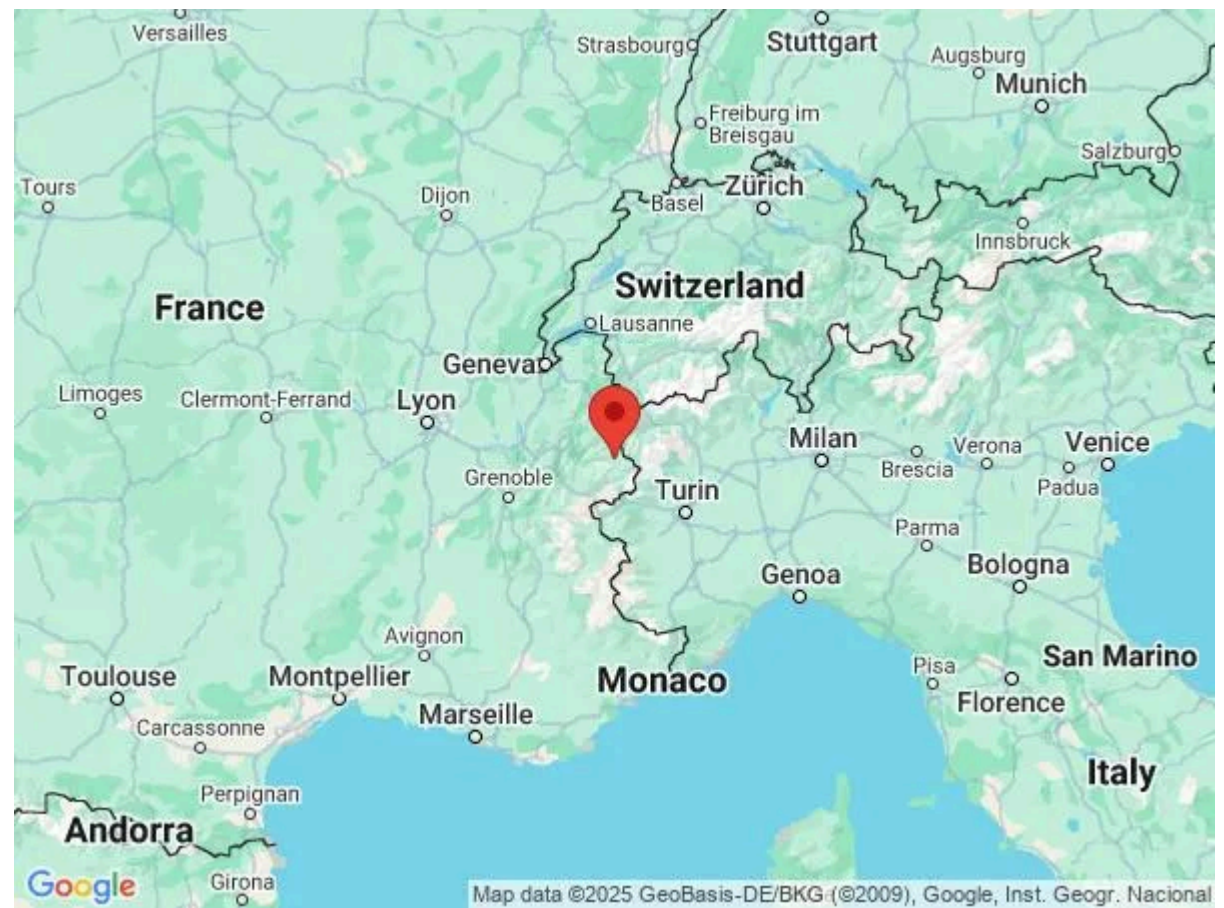 Versailles
Strasbourg
Stuttgart
Augsburg
Munich
Freiburg im
Breisgau
Salzburg
Tours
Dijon
Basel
Zürich
Innsbruck
Switzerland
France
Lausanne
Geneva
Limoges
Clermont-Ferrand
Lyon
Milan
Verona
Venice
Brescia
Padua
Grenoble
Turin
Parma
Bologna
Genoa
Avignon
Toulouse
Montpellier
Monaco
Pisa
San Marino
Florence
Marseille
Carcassonne
Italy
Perpignan
Andorra
Google
Girona
Map data ©2025 GeoBasis-DE/BKG (©2009), Google, Inst. Geogr. Nacional